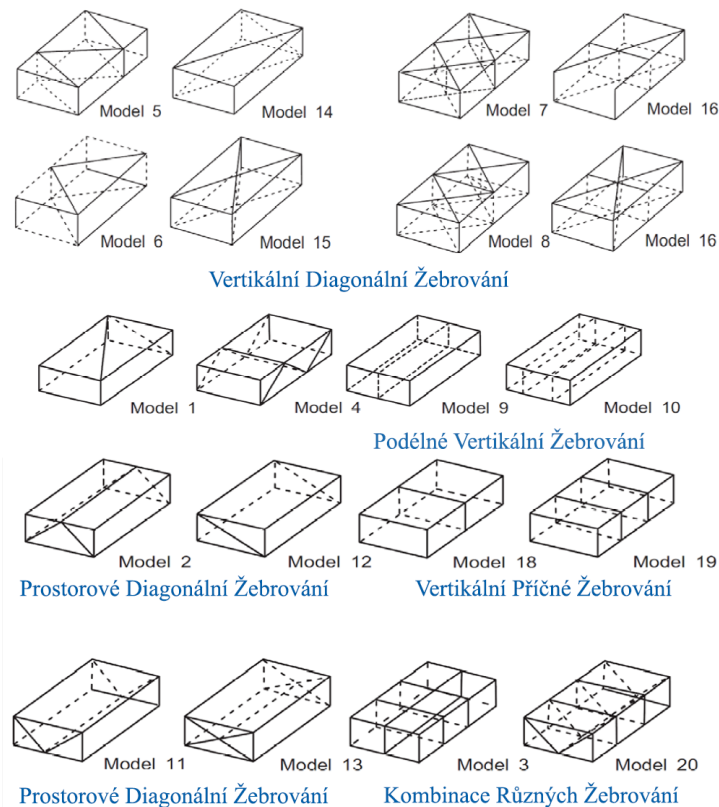 Model 5 Model 14 Model 7 Model 16
Model 6 Model 15 Model 8 Model 16
Vertikální Diagonální Žebrování
Model 1 Model 4 Model 9 Model 10
Podélné Vertikální Žebrování
Model 2 Model 12 Model 18 Model 19
Prostorové Diagonální Žebrování Vertikální Příčné Žebrování
Model 11 Model 13 Model 3 Model 20
Prostorové Diagonální Žebrování Kombinace Různých Žebrování